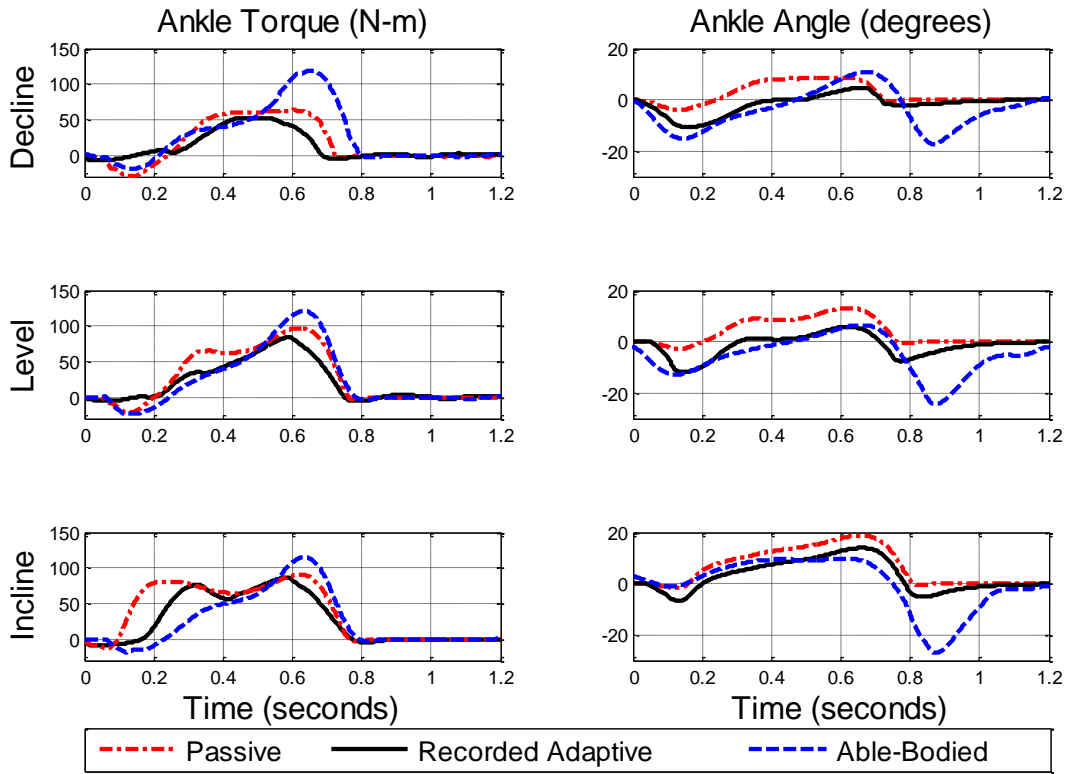 Ankle Torque (N-m)
Ankle Angle (degrees)
Decline
150
100
50
0
0 0.2 0.4 0.6 0.8 1 1.2
20
0
-20
0 0.2 0.4 0.6 0.8 1 1.2
Level
150
100
50
0
0 0.2 0.4 0.6 0.8 1 1.2
20
0
-20
0 0.2 0.4 0.6 0.8 1 1.2
Incline
150
100
50
0
0 0.2 0.4 0.6 0.8 1 1.2
20
0
-20
0 0.2 0.4 0.6 0.8 1 1.2
Time (seconds)
Time (seconds)
Passive
Recorded Adaptive
Able-Bodied